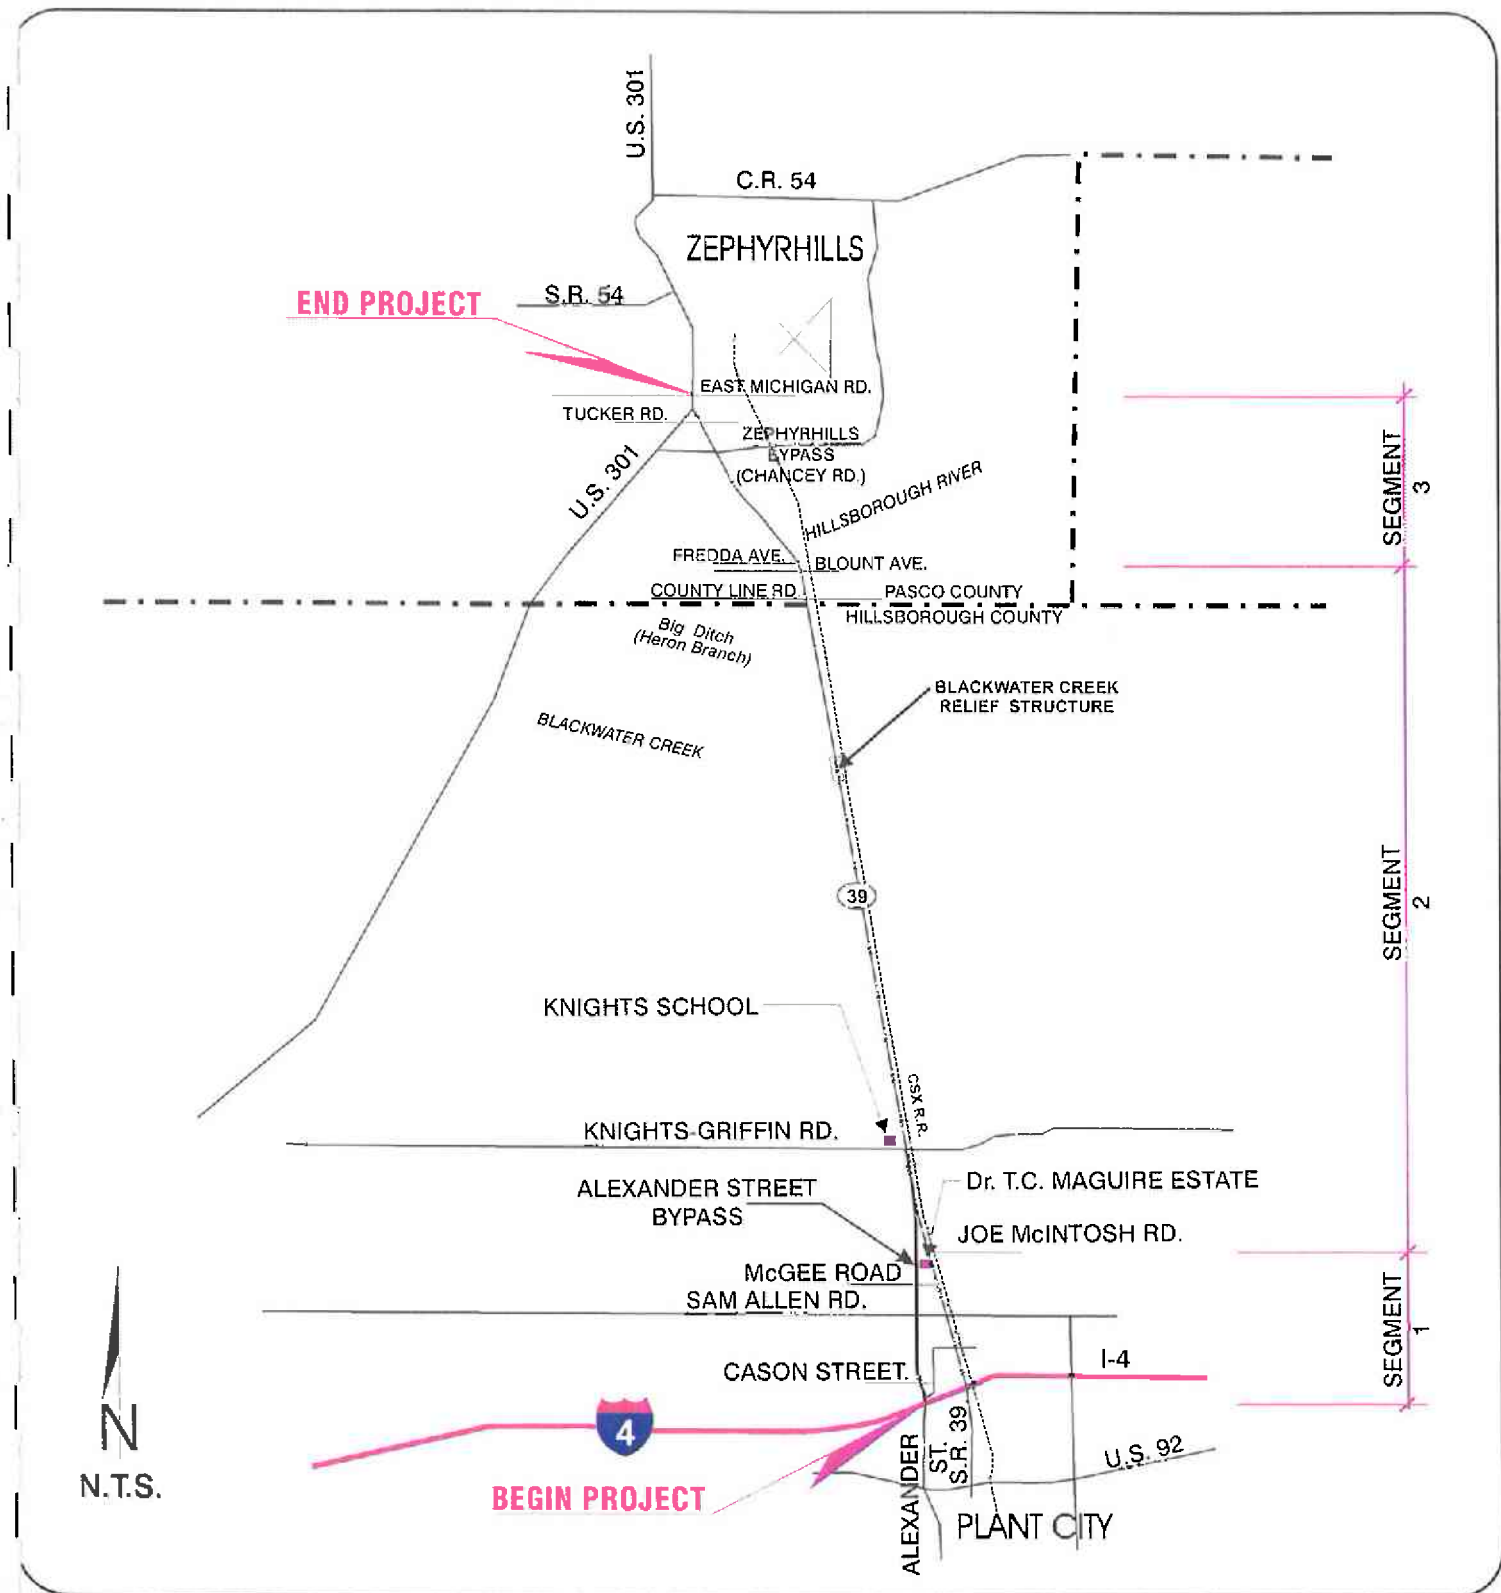 U.S. 301
C.R. 54
ZEPHYRHILLS
S.R. 54
END PROJECT
EAST MICHIGAN RD.
TUCKER RD.
ZEPHYRHILLS
BYPASS
(CHANCEY RD.)
U.S. 301
HILLSBOROUGH RIVER
SEGMENT
3
FREDDA AVE.
BLOUNT AVE.
COUNTY LINE RD.
PASCO COUNTY
HILLSBOROUGH COUNTY
Big Ditch
(Heron Branch)
BLACKWATER CREEK
RELIEF STRUCTURE
BLACKWATER CREEK
39
SEGMENT
2
KNIGHTS SCHOOL
CSX R.R.
KNIGHTS-GRIFFIN RD.
ALEXANDER STREET
BYPASS
Dr. T.C. MAGUIRE ESTATE
JOE McINTOSH RD.
McGEE ROAD
SAM ALLEN RD.
SEGMENT
1
CASON STREET.
I-4
4
N
N.T.S.
BEGIN PROJECT
ALEXANDER
ST.
S.R. 39
U.S. 92
PLANT CITY